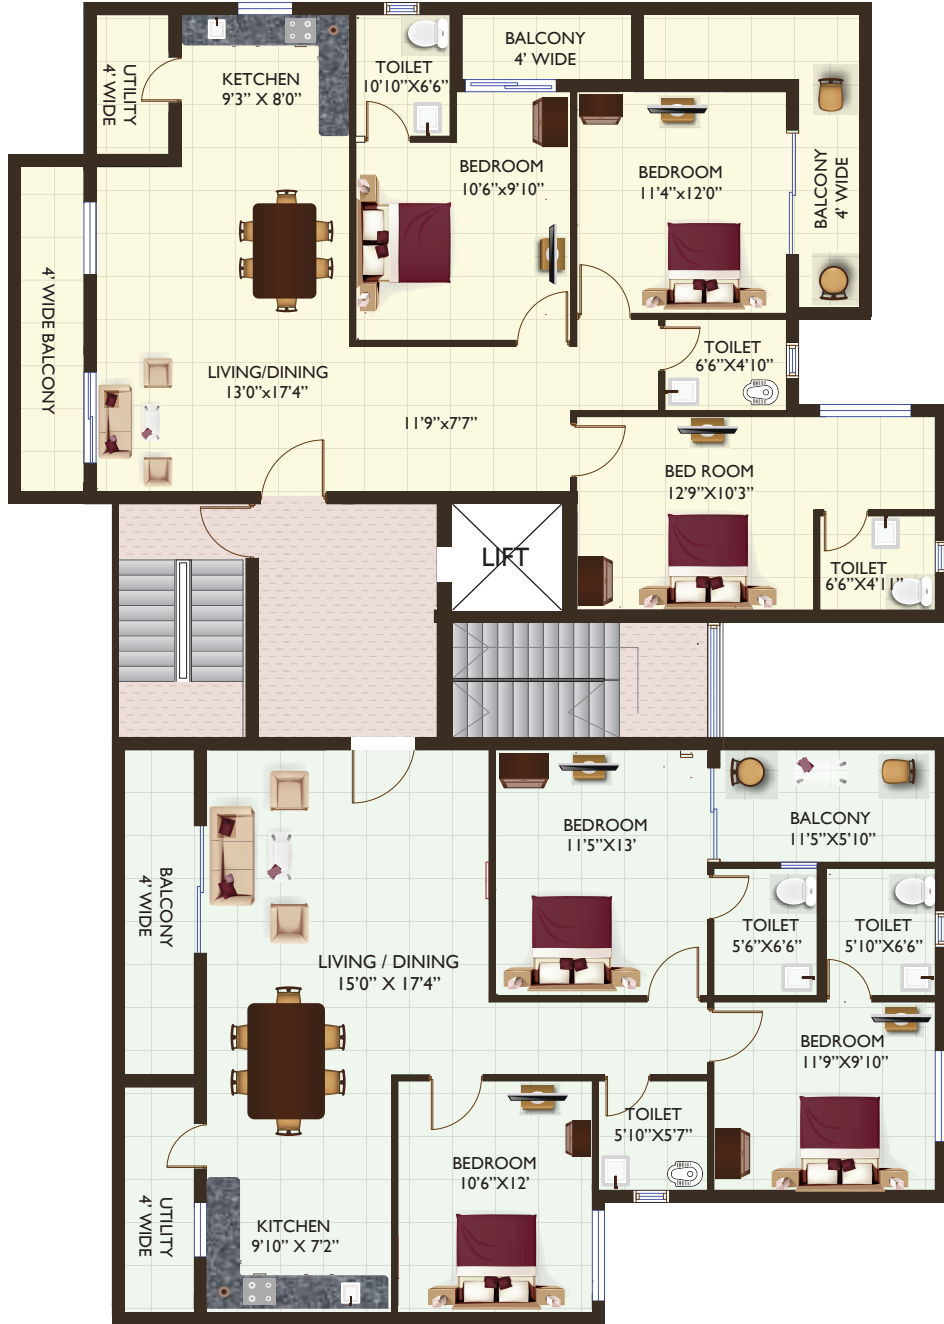 BALCONY
4' WIDE
KETCHEN
9'3" X 8'0"
TOILET
10'10"X6'6"
UTILITY
4' WIDE
BEDROOM
10'6"x9'10"
BEDROOM
11'4"x12'0"
BALCONY
4' WIDE
4' WIDE BALCONY
LIVING/DINING
13'0"x17'4"
TOILET
6'6"X4'10"
11'9"x7'7"
BED ROOM
12'9"X10'3"
LIFT
TOILET
6'6"X4'11"
BEDROOM
11'5"X13'
BALCONY
11'5"X5'10"
BALCONY
4' WIDE
TOILET
5'6"X6'6"
TOILET
5'10"X6'6"
LIVING / DINING
15'0" X 17'4"
BEDROOM
11'9"X9'10"
TOILET
5'10"X5'7"
BEDROOM
10'6"X12'
UTILITY
4' WIDE
KITCHEN
9'10" X 7'2"